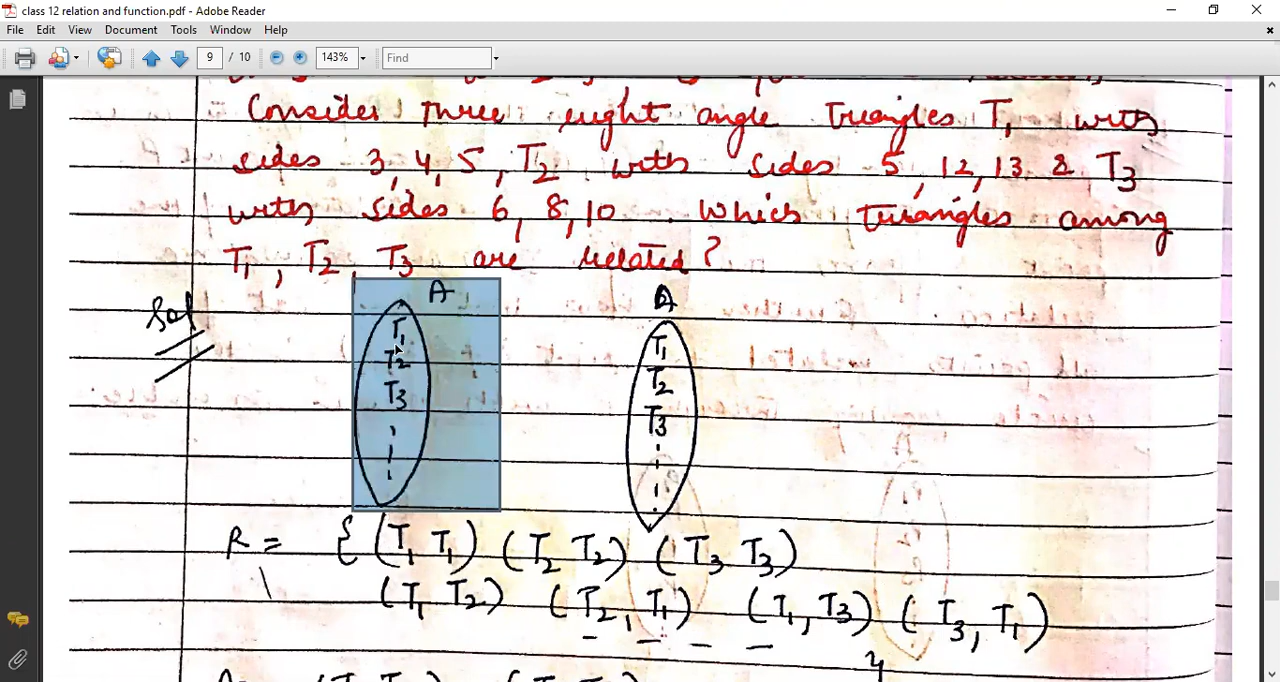 class 12 relation and function.pdf - Adobe Reader
File Edit View Document Tools Window Help
9 / 10 143% Find
Consider three right angle triangles T1 with
sides 3, 4, 5, T2 with sides 5, 12, 13 & T3
with sides 6, 8, 10. Which triangles among
T1, T2, T3 are related?
Sol
A A
T1 T1
T2 T2
T3 T3
R = { (T1 T1) (T2 T2) (T3 T3)
(T1 T2) (T2, T1) (T1, T3) (T3, T1)